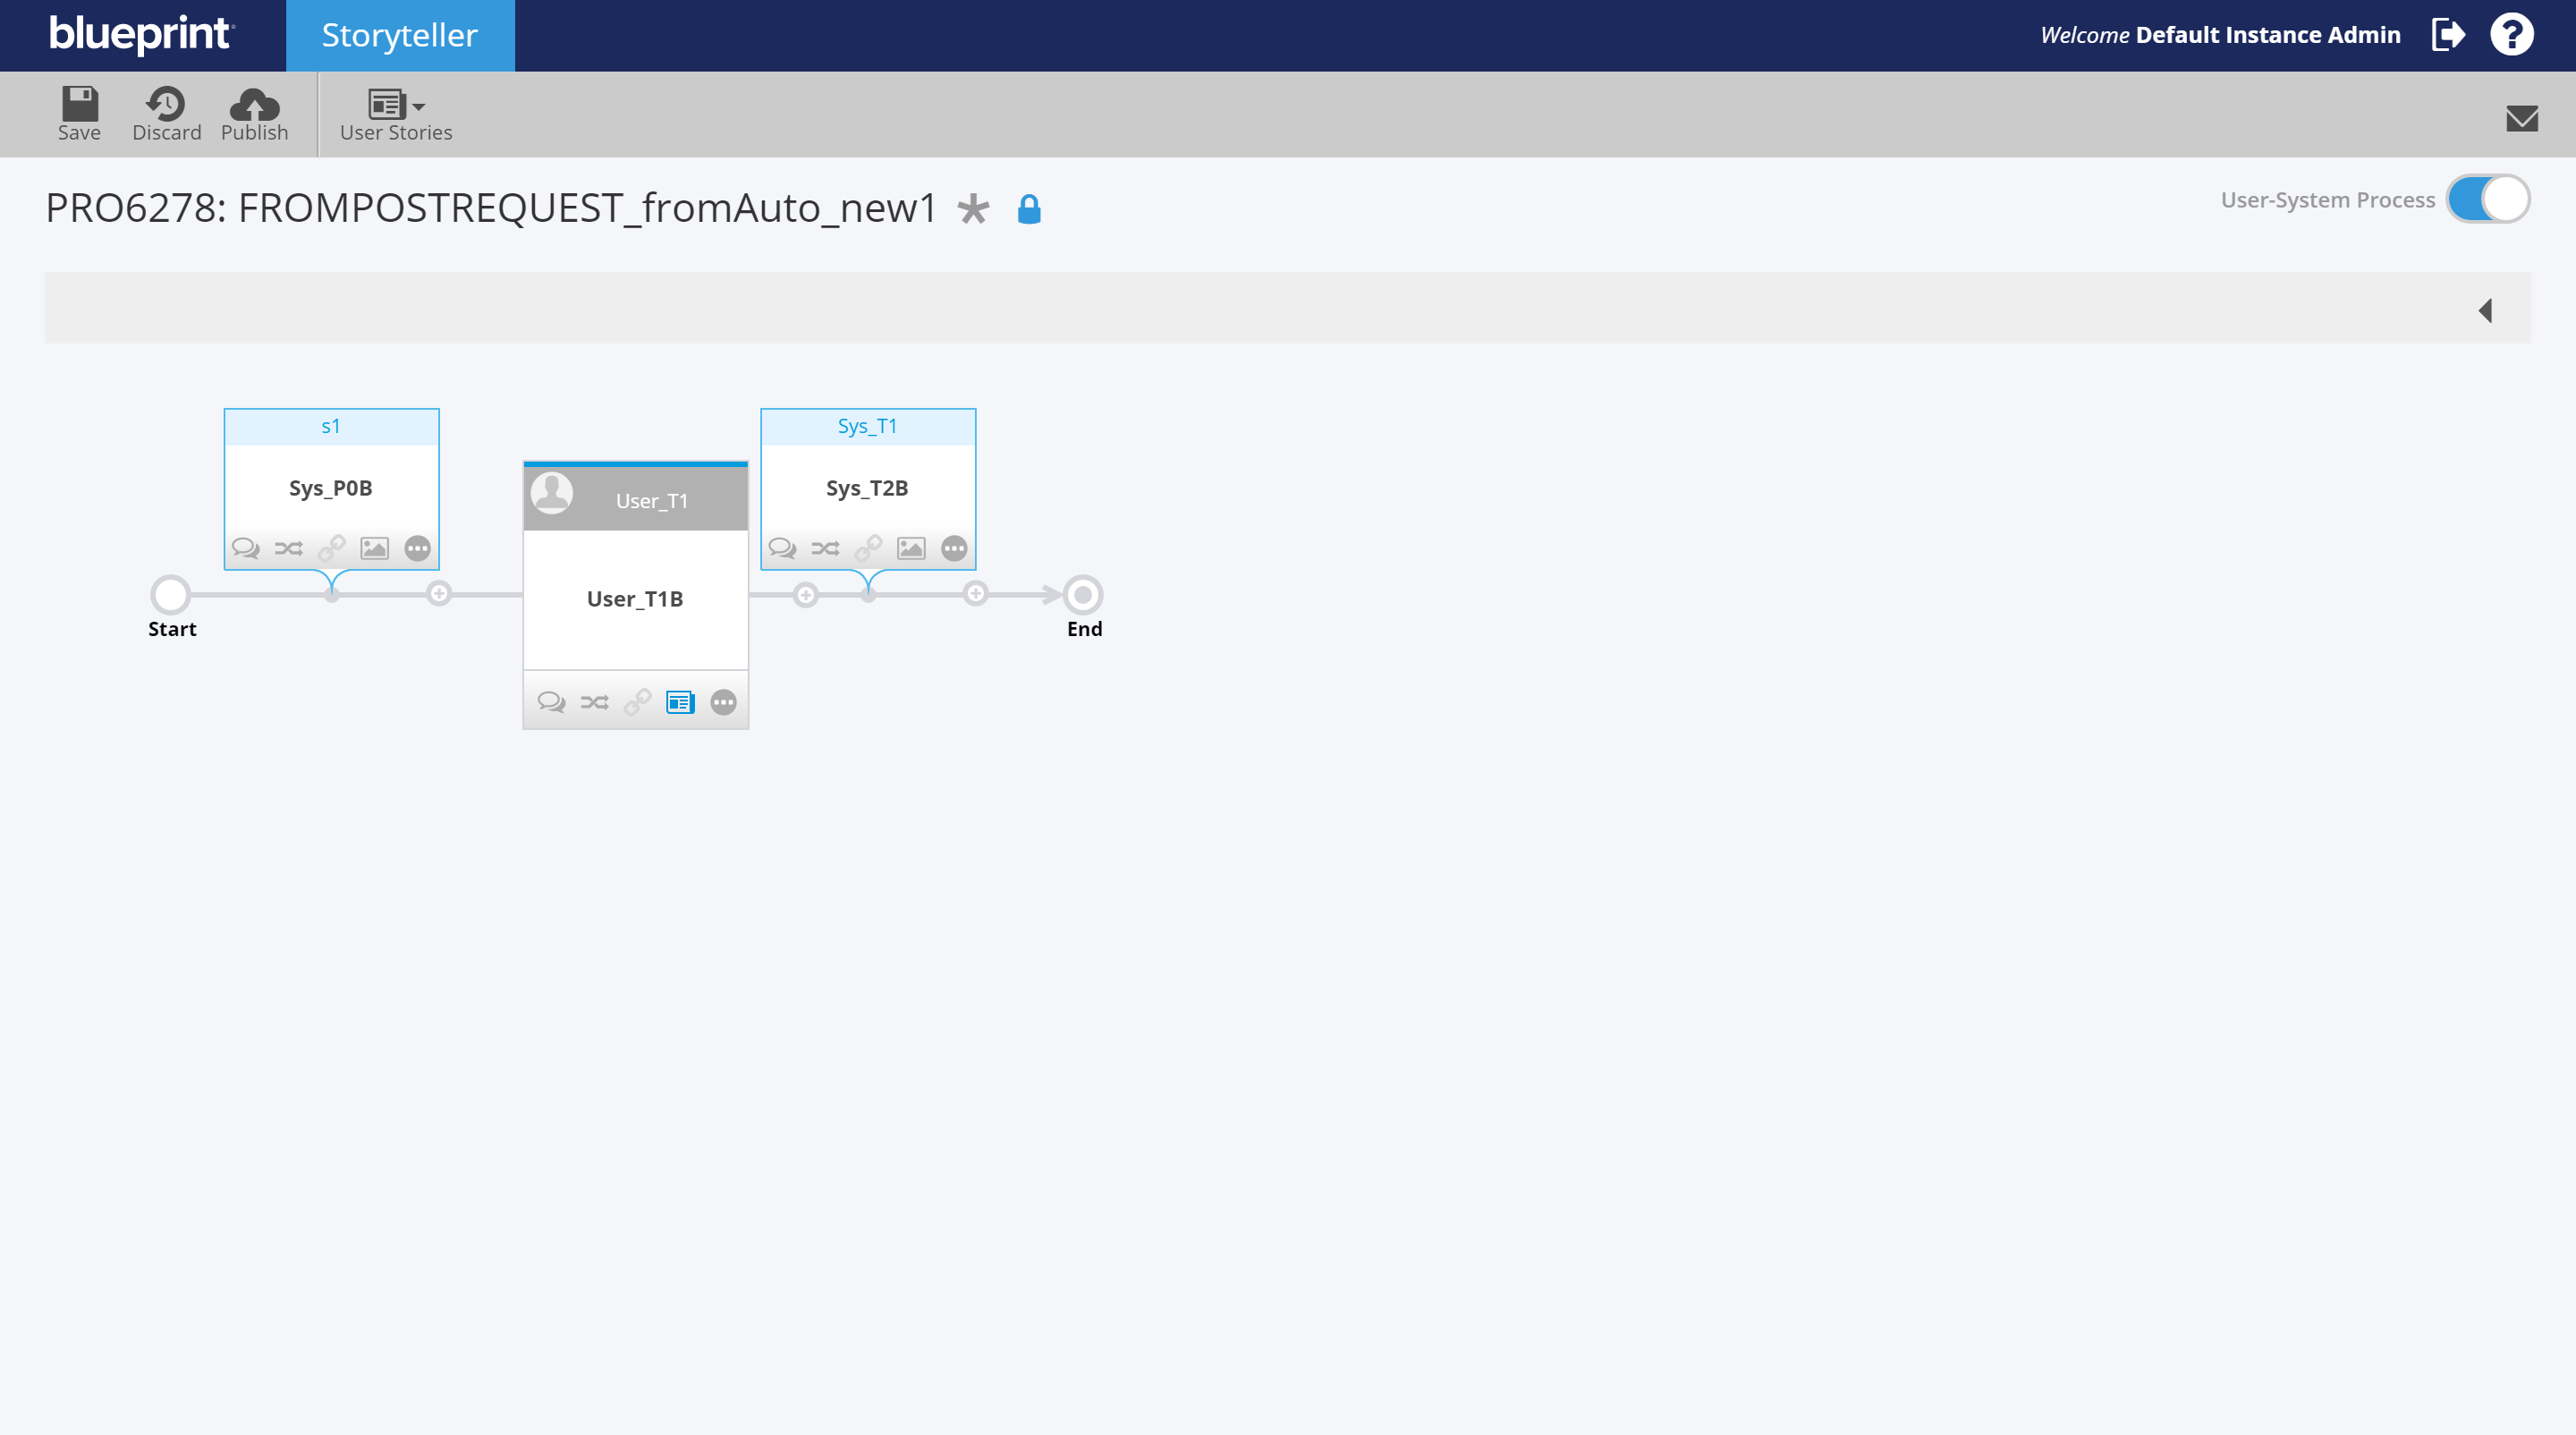 blueprint
Storyteller
Welcome Default Instance Admin
Save
Discard
Publish
User Stories
PRO6278: FROMPOSTREQUEST_fromAuto_new1 *
User-System Process
s1
Sys_P0B
User_T1
User_T1B
Sys_T1
Sys_T2B
Start
End